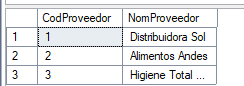 CodProveedor NomProveedor
1 1 Distribuidora Sol
2 2 Alimentos Andes
3 3 Higiene Total ...